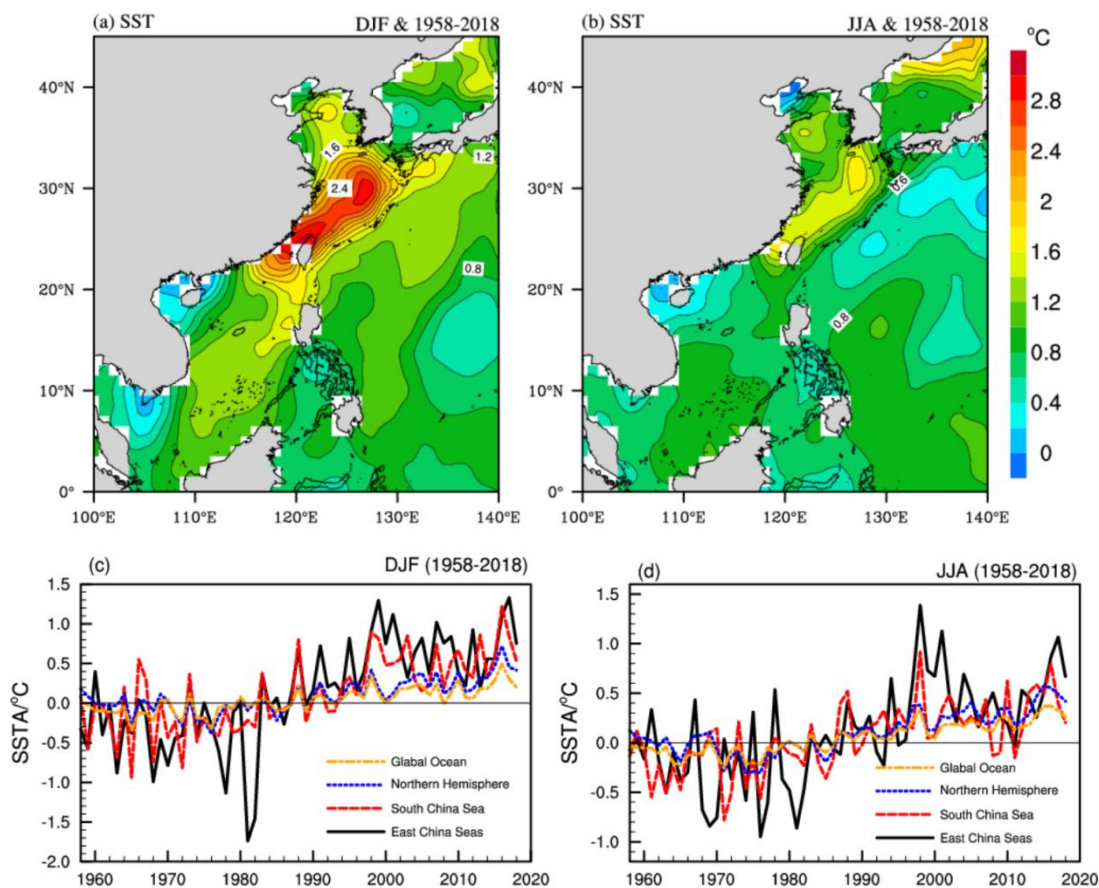 (a) SST DJF & 1958-2018
(b) SST JJA & 1958-2018
°C
40°N
30°N
20°N
10°N
0°
100°E 110°E 120°E 130°E 140°E
1.6
2.4
1.2
0.8
0.6
0.8
100°E 110°E 120°E 130°E 140°E
2.8
2.4
2
1.6
1.2
0.8
0.4
0
(c) DJF (1958-2018)
SSTA/°C
1.5
1.0
0.5
0.0
-0.5
-1.0
-1.5
-2.0
Glabal Ocean
Northern Hemisphere
South China Sea
East China Seas
1960 1970 1980 1990 2000 2010 2020
(d) JJA (1958-2018)
SSTA/°C
1.5
1.0
0.5
0.0
-0.5
-1.0
Glabal Ocean
Northern Hemisphere
South China Sea
East China Seas
1960 1970 1980 1990 2000 2010 2020